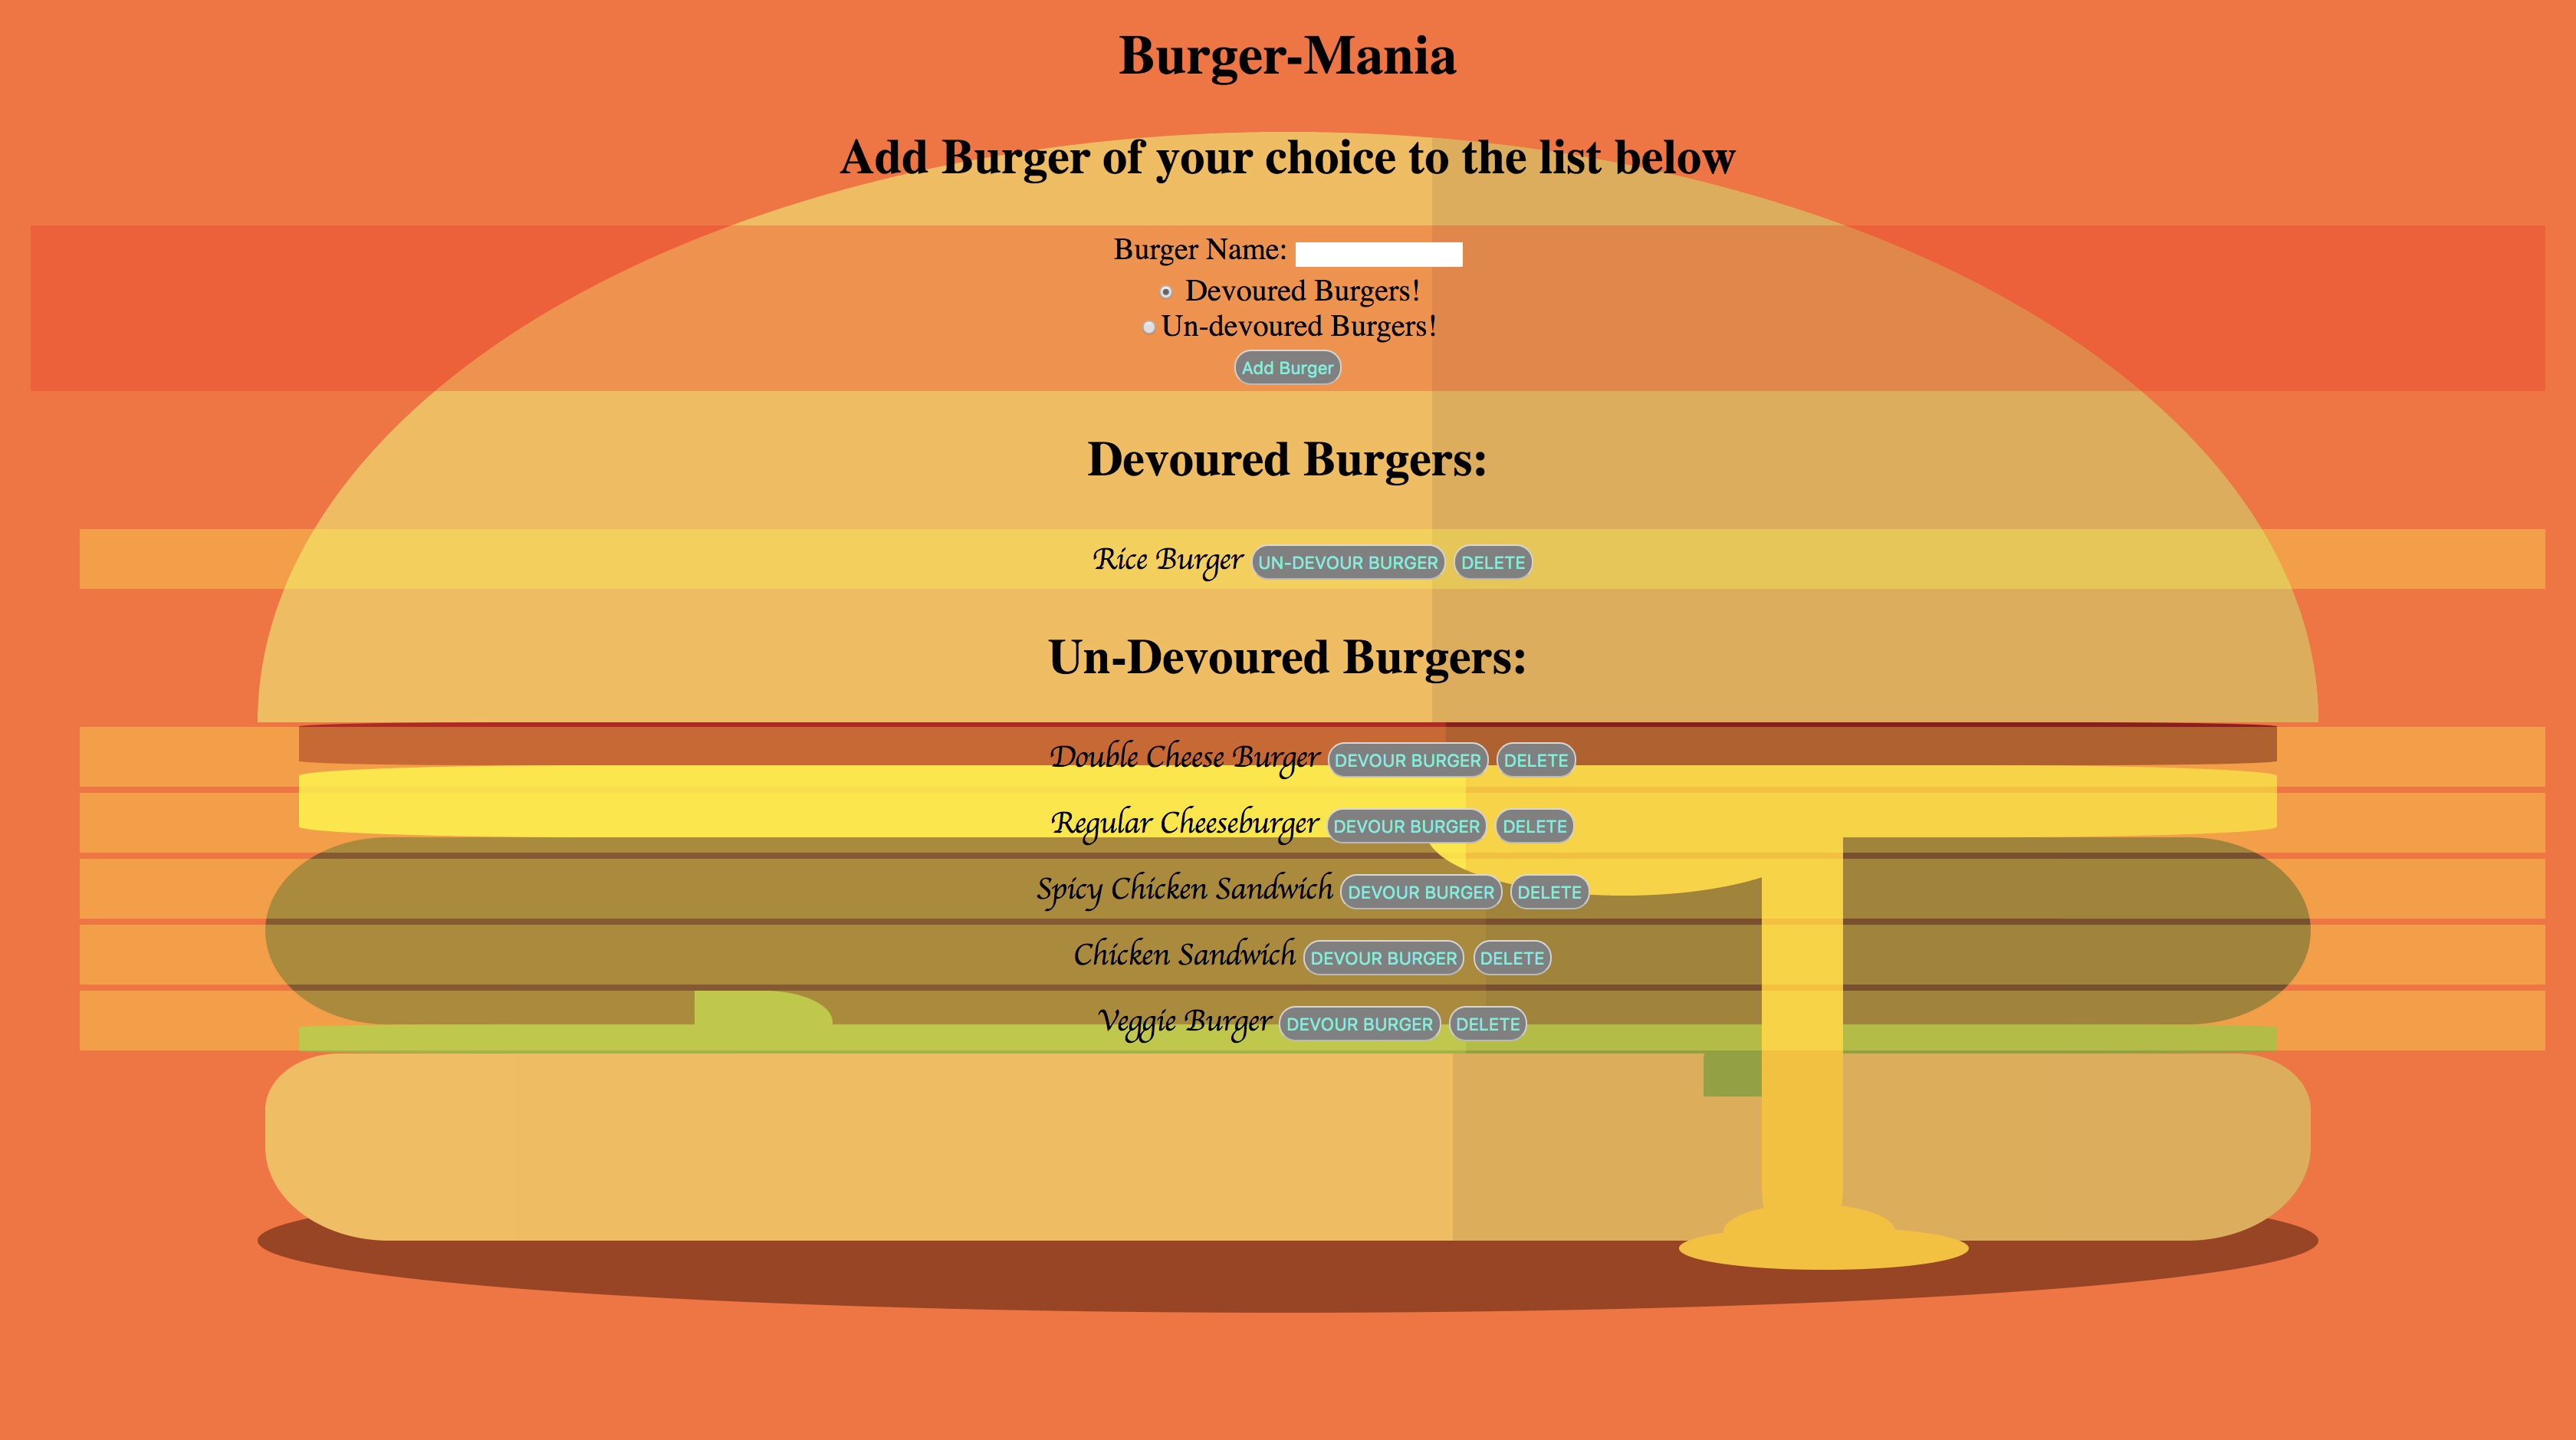 Burger-Mania
Add Burger of your choice to the list below
Burger Name:
Devoured Burgers!
Un-devoured Burgers!
Add Burger
Devoured Burgers:
Rice Burger UN-DEVOUR BURGER DELETE
Un-Devoured Burgers:
Double Cheese Burger DEVOUR BURGER DELETE
Regular Cheeseburger DEVOUR BURGER DELETE
Spicy Chicken Sandwich DEVOUR BURGER DELETE
Chicken Sandwich DEVOUR BURGER DELETE
Veggie Burger DEVOUR BURGER DELETE